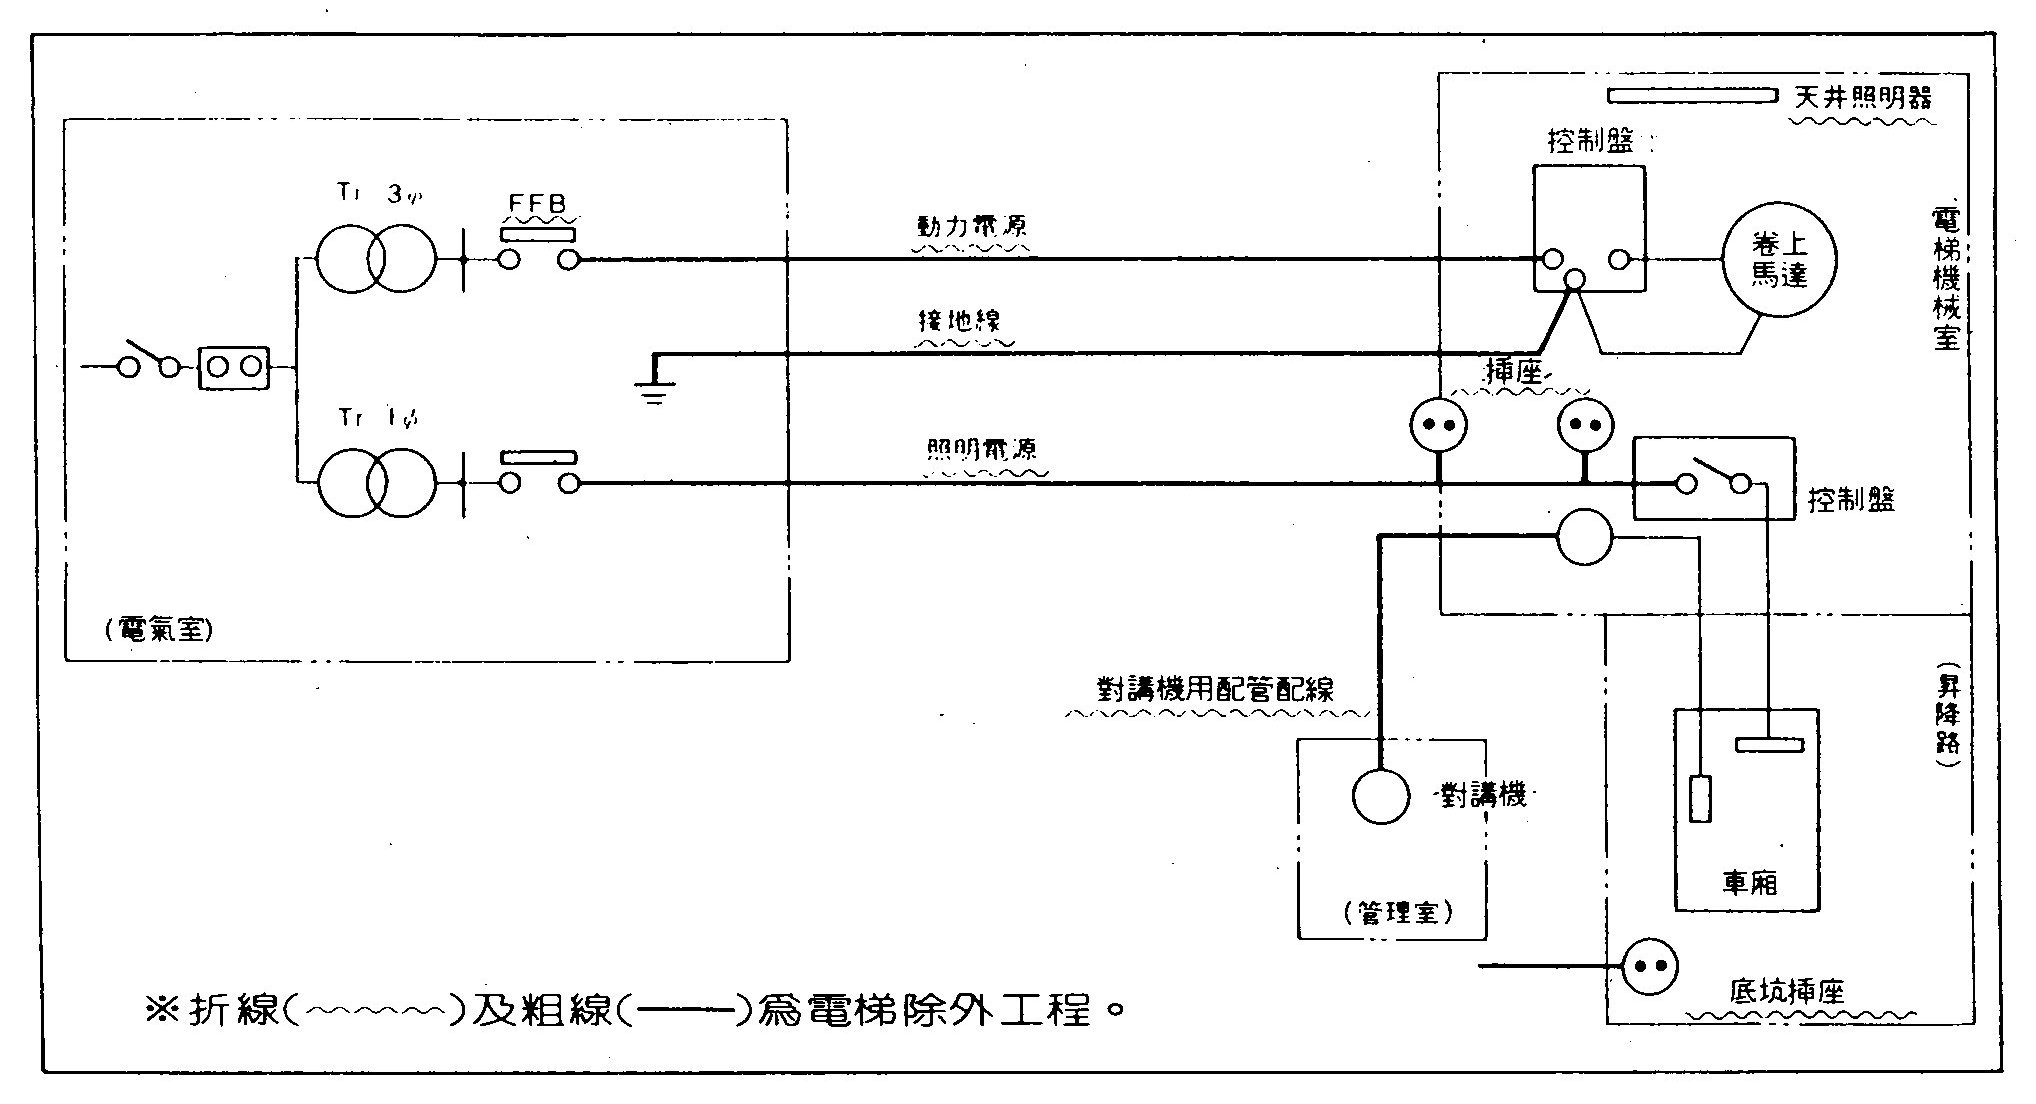 天井照明器
控制盤
Tr 3φ
FFB
動力電源
電梯機械室
卷上
馬達
接地線
挿座
Tr 1φ
照明電源
控制盤
(電氣室)
對講機用配管配線
(昇降路)
對講機
車廂
(管理室)
底坑挿座
※折線(～～～～)及粗線(——)為電梯除外工程。